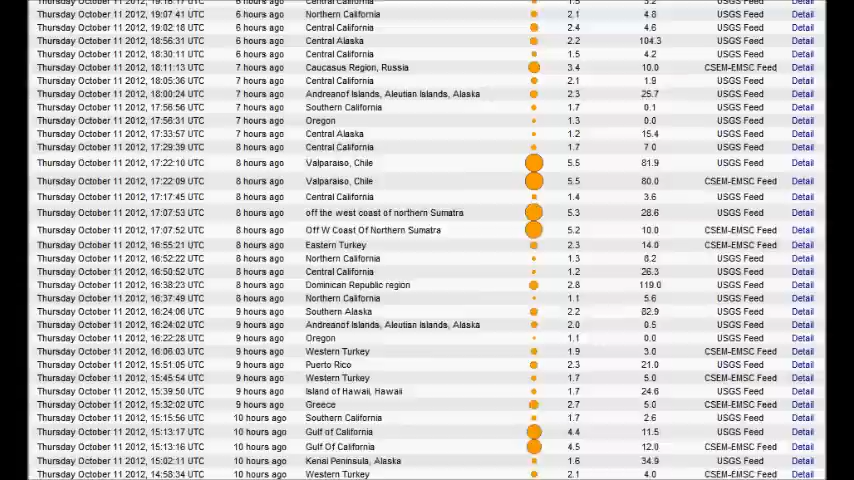 Thursday October 11 2012, 19:16:17 UTC 6 hours ago Central California 1.5 3.2 USGS Feed Detail
Thursday October 11 2012, 19:07:41 UTC 6 hours ago Northern California 2.1 4.8 USGS Feed Detail
Thursday October 11 2012, 19:02:18 UTC 6 hours ago Central California 2.4 4.6 USGS Feed Detail
Thursday October 11 2012, 18:56:31 UTC 6 hours ago Central Alaska 2.2 104.3 USGS Feed Detail
Thursday October 11 2012, 18:30:11 UTC 6 hours ago Central California 1.5 4.2 USGS Feed Detail
Thursday October 11 2012, 18:11:13 UTC 7 hours ago Caucasus Region, Russia 3.4 10.0 CSEM-EMSC Feed Detail
Thursday October 11 2012, 18:05:36 UTC 7 hours ago Central California 2.1 1.9 USGS Feed Detail
Thursday October 11 2012, 18:00:24 UTC 7 hours ago Andreanof Islands, Aleutian Islands, Alaska 2.3 25.7 USGS Feed Detail
Thursday October 11 2012, 17:56:56 UTC 7 hours ago Southern California 1.7 0.1 USGS Feed Detail
Thursday October 11 2012, 17:56:31 UTC 7 hours ago Oregon 1.3 0.0 USGS Feed Detail
Thursday October 11 2012, 17:33:57 UTC 7 hours ago Central Alaska 1.2 15.4 USGS Feed Detail
Thursday October 11 2012, 17:29:39 UTC 8 hours ago Central California 1.7 7.0 USGS Feed Detail
Thursday October 11 2012, 17:22:10 UTC 8 hours ago Valparaiso, Chile 5.5 81.9 USGS Feed Detail
Thursday October 11 2012, 17:22:09 UTC 8 hours ago Valparaiso, Chile 5.5 80.0 CSEM-EMSC Feed Detail
Thursday October 11 2012, 17:17:45 UTC 8 hours ago Central California 1.4 3.6 USGS Feed Detail
Thursday October 11 2012, 17:07:53 UTC 8 hours ago off the west coast of northern Sumatra 5.3 28.6 USGS Feed Detail
Thursday October 11 2012, 17:07:52 UTC 8 hours ago Off W Coast Of Northern Sumatra 5.2 10.0 CSEM-EMSC Feed Detail
Thursday October 11 2012, 16:55:21 UTC 8 hours ago Eastern Turkey 2.3 14.0 CSEM-EMSC Feed Detail
Thursday October 11 2012, 16:52:22 UTC 8 hours ago Northern California 1.3 8.2 USGS Feed Detail
Thursday October 11 2012, 16:50:52 UTC 8 hours ago Central California 1.2 26.3 USGS Feed Detail
Thursday October 11 2012, 16:38:23 UTC 8 hours ago Dominican Republic region 2.8 119.0 USGS Feed Detail
Thursday October 11 2012, 16:37:49 UTC 8 hours ago Northern California 1.1 5.6 USGS Feed Detail
Thursday October 11 2012, 16:24:06 UTC 9 hours ago Southern Alaska 2.2 82.9 USGS Feed Detail
Thursday October 11 2012, 16:24:02 UTC 9 hours ago Andreanof Islands, Aleutian Islands, Alaska 2.0 0.5 USGS Feed Detail
Thursday October 11 2012, 16:22:28 UTC 9 hours ago Oregon 1.1 0.0 USGS Feed Detail
Thursday October 11 2012, 16:06:03 UTC 9 hours ago Western Turkey 1.9 3.0 CSEM-EMSC Feed Detail
Thursday October 11 2012, 15:51:05 UTC 9 hours ago Puerto Rico 2.3 21.0 USGS Feed Detail
Thursday October 11 2012, 15:45:54 UTC 9 hours ago Western Turkey 1.7 5.0 CSEM-EMSC Feed Detail
Thursday October 11 2012, 15:39:50 UTC 9 hours ago Island of Hawaii, Hawaii 1.7 24.6 USGS Feed Detail
Thursday October 11 2012, 15:32:02 UTC 9 hours ago Greece 2.7 5.0 CSEM-EMSC Feed Detail
Thursday October 11 2012, 15:15:56 UTC 10 hours ago Southern California 1.7 2.6 USGS Feed Detail
Thursday October 11 2012, 15:13:17 UTC 10 hours ago Gulf of California 4.4 11.5 USGS Feed Detail
Thursday October 11 2012, 15:13:16 UTC 10 hours ago Gulf Of California 4.5 12.0 CSEM-EMSC Feed Detail
Thursday October 11 2012, 15:02:11 UTC 10 hours ago Kenai Peninsula, Alaska 1.6 34.9 USGS Feed Detail
Thursday October 11 2012, 14:58:34 UTC 10 hours ago Western Turkey 2.1 4.0 CSEM-EMSC Feed Detail